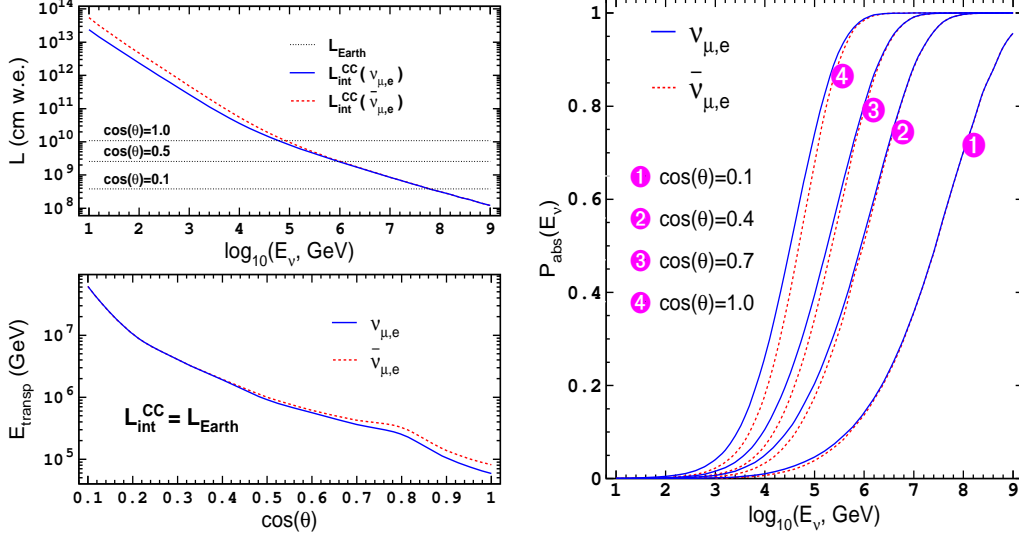 L (cm w.e.)
10^14
10^13
10^12
10^11
10^10
10^9
10^8
L_Earth
L_int^CC(ν_μ,e)
L_int^CC(ν̄_μ,e)
cos(θ)=1.0
cos(θ)=0.5
cos(θ)=0.1
1 2 3 4 5 6 7 8 9
log10(E_ν, GeV)
E_transp (GeV)
10^7
10^6
10^5
ν_μ,e
ν̄_μ,e
L_int^CC = L_Earth
0.1 0.2 0.3 0.4 0.5 0.6 0.7 0.8 0.9 1
cos(θ)
P_abs(E_ν)
1
0.8
0.6
0.4
0.2
0
ν_μ,e
ν̄_μ,e
4
3
2
1
1 cos(θ)=0.1
2 cos(θ)=0.4
3 cos(θ)=0.7
4 cos(θ)=1.0
1 2 3 4 5 6 7 8 9
log10(E_ν, GeV)